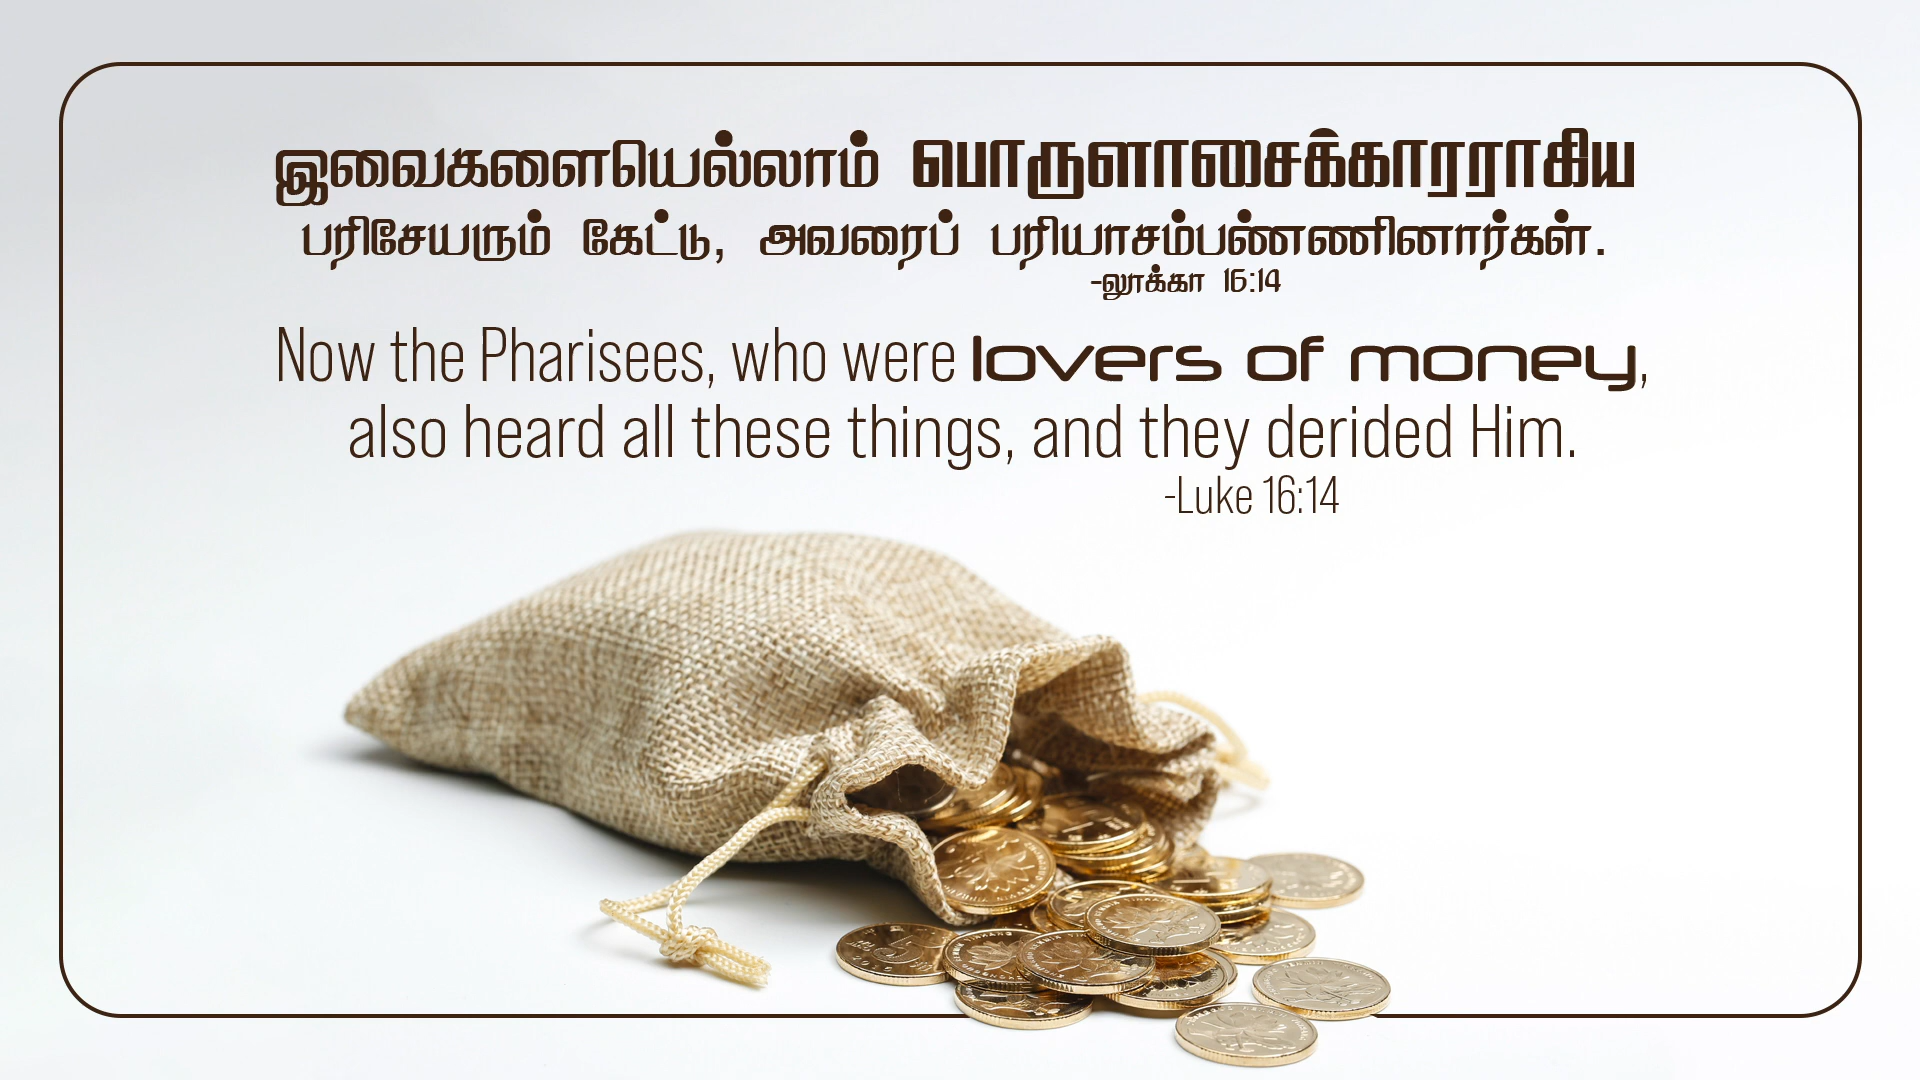 இவைகளையெல்லாம் பொருளாசைக்காரராகிய
பரிசேயரும் கேட்டு, அவரைப் பரியாசம்பண்ணினார்கள்.
-லூக்கா 16:14
Now the Pharisees, who were lovers of money,
also heard all these things, and they derided Him.
-Luke 16:14